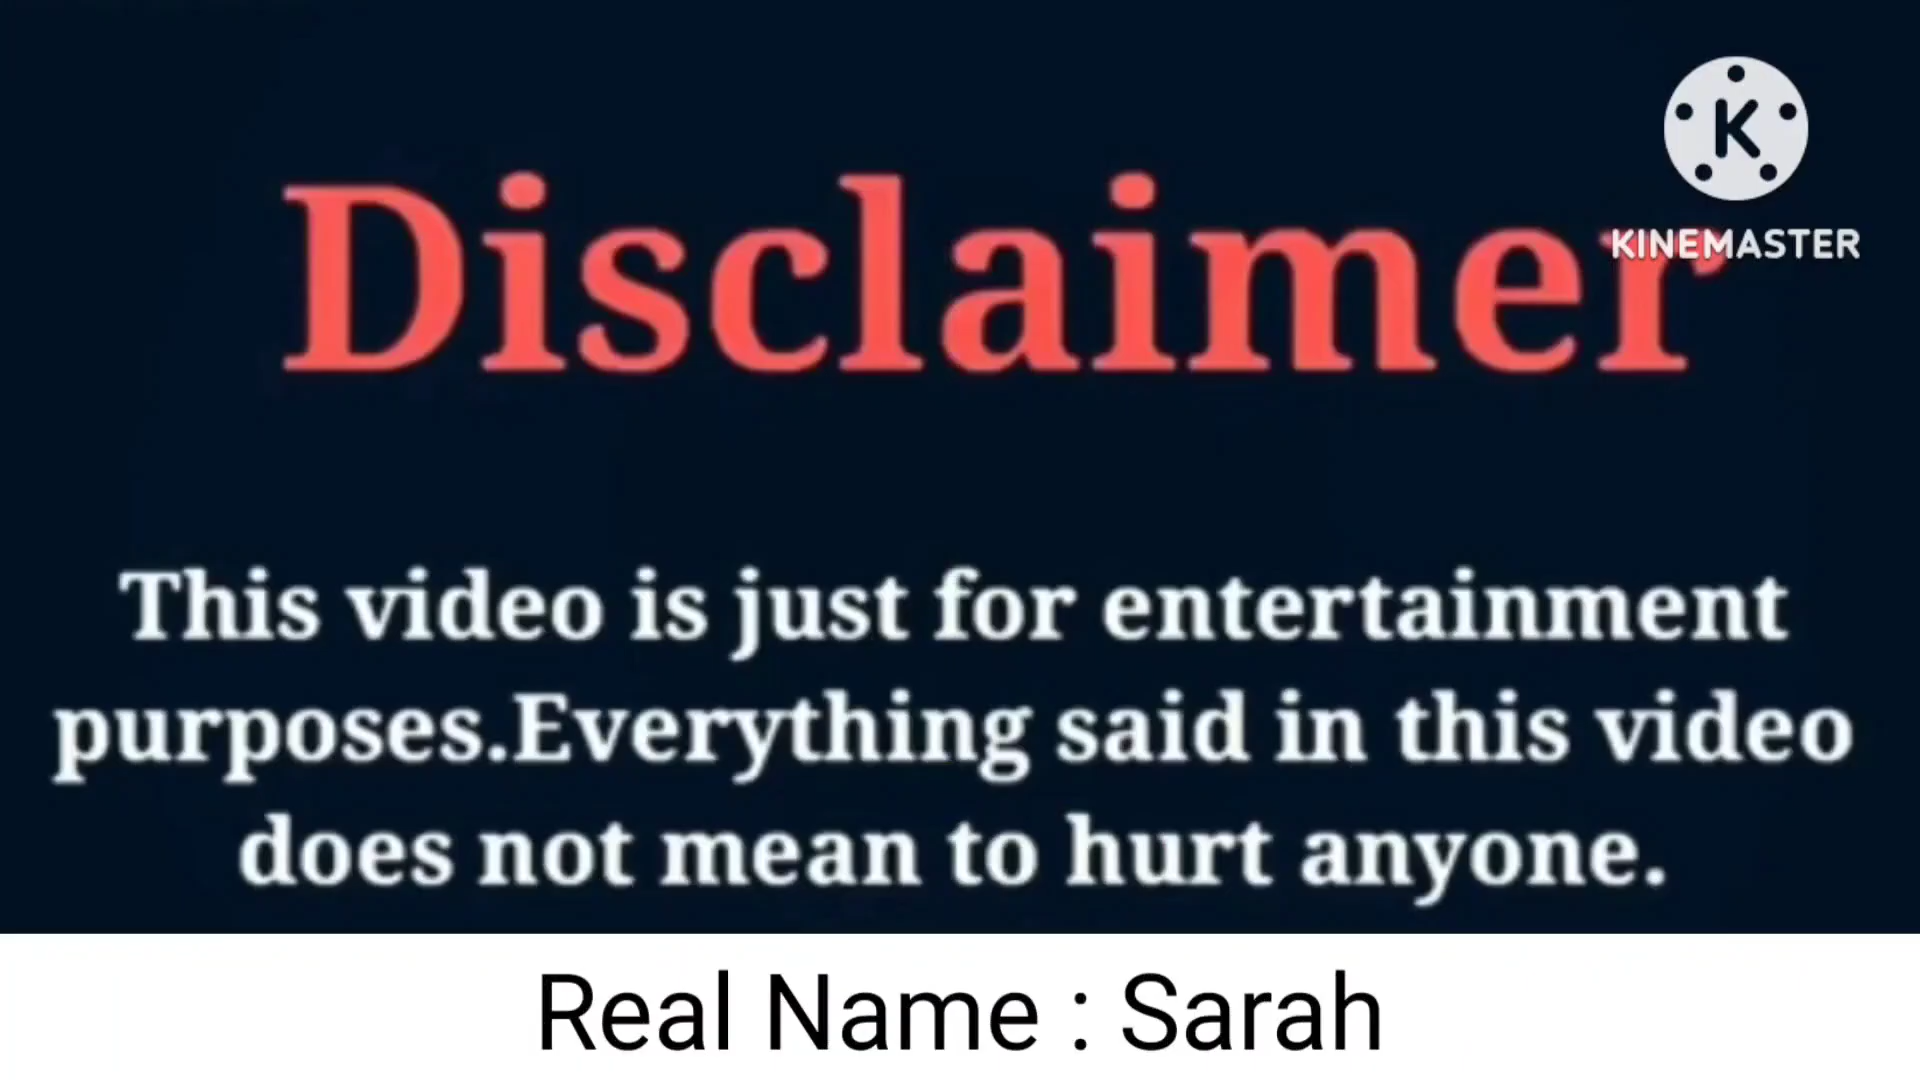 K
KINEMASTER
Disclaimer
This video is just for entertainment
purposes.Everything said in this video
does not mean to hurt anyone.
Real Name : Sarah